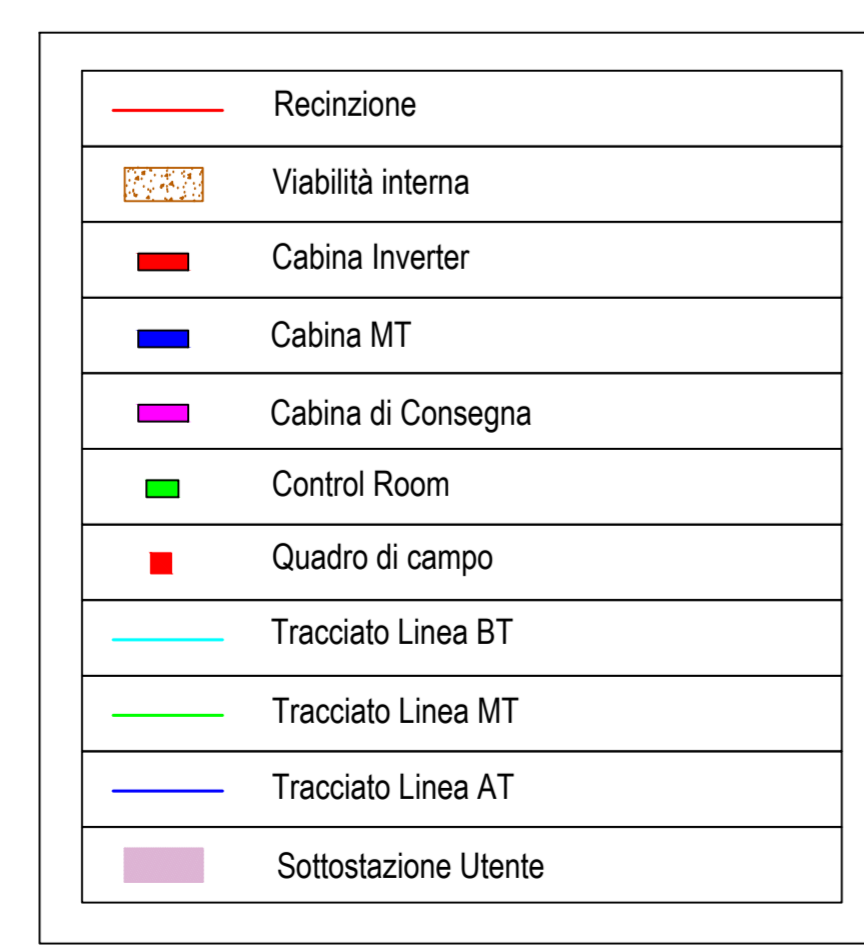 Recinzione
Viabilità interna
Cabina Inverter
Cabina MT
Cabina di Consegna
Control Room
Quadro di campo
Tracciato Linea BT
Tracciato Linea MT
Tracciato Linea AT
Sottostazione Utente